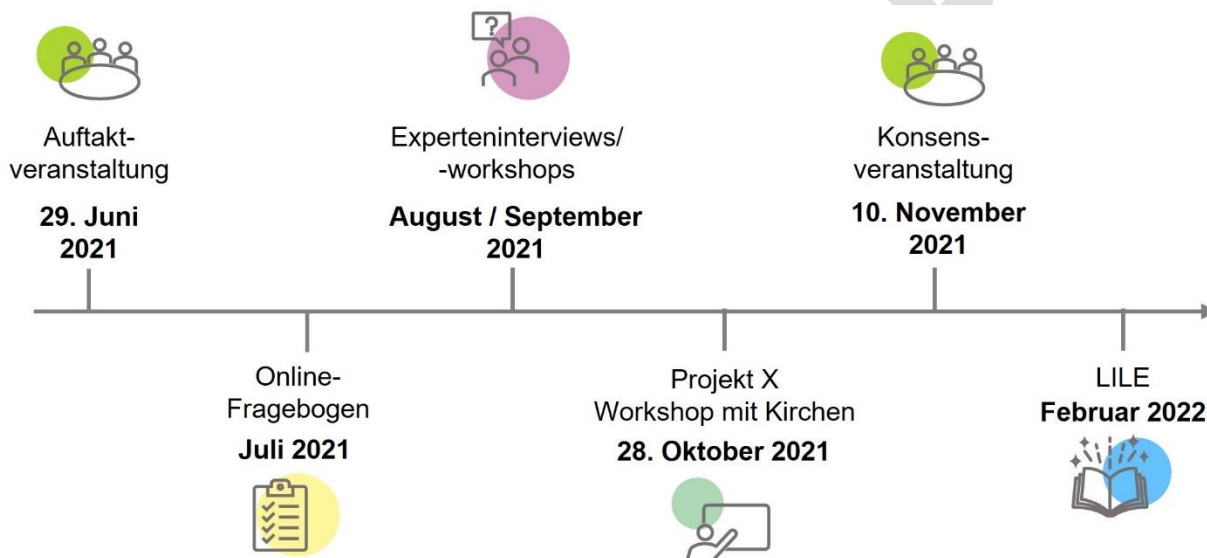 ?
Auftakt-
veranstaltung
29. Juni
2021
Experteninterviews/
-workshops
August / September
2021
Konsens-
veranstaltung
10. November
2021
Online-
Fragebogen
Juli 2021
Projekt X
Workshop mit Kirchen
28. Oktober 2021
LILE
Februar 2022